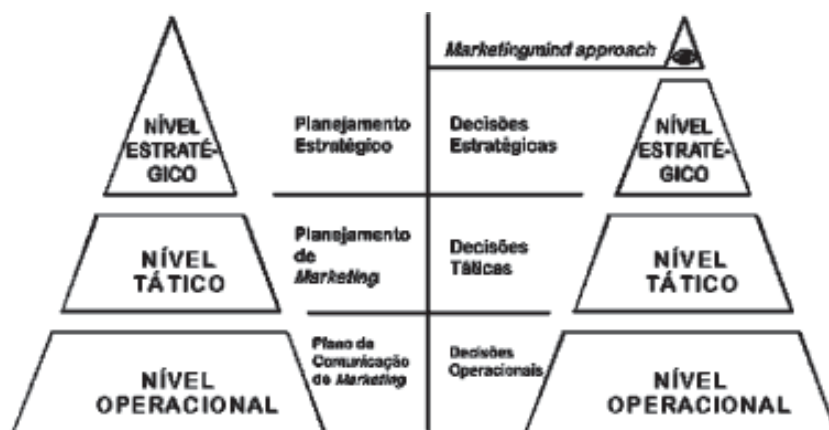 Marketingmind approach
NÍVEL
ESTRATÉ-
GICO
Planejamento
Estratégico
Decisões
Estratégicas
NÍVEL
ESTRATÉ-
GICO
NÍVEL
TÁTICO
Planejamento
de
Marketing
Decisões
Táticas
NÍVEL
TÁTICO
NÍVEL
OPERACIONAL
Plano de
Comunicação
de Marketing
Decisões
Operacionais
NÍVEL
OPERACIONAL